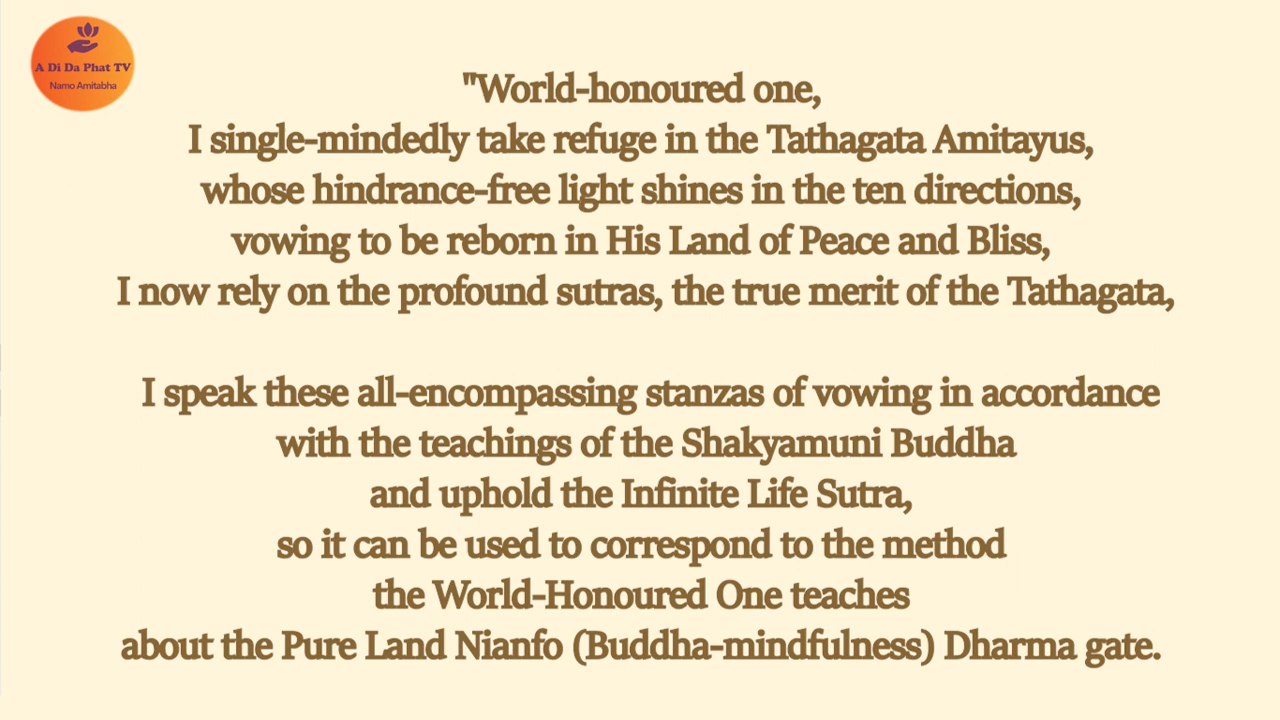 A Di Da Phat TV
Namo Amitabha
"World-honoured one,
I single-mindedly take refuge in the Tathagata Amitayus,
whose hindrance-free light shines in the ten directions,
vowing to be reborn in His Land of Peace and Bliss,
I now rely on the profound sutras, the true merit of the Tathagata,
I speak these all-encompassing stanzas of vowing in accordance
with the teachings of the Shakyamuni Buddha
and uphold the Infinite Life Sutra,
so it can be used to correspond to the method
the World-Honoured One teaches
about the Pure Land Nianfo (Buddha-mindfulness) Dharma gate.